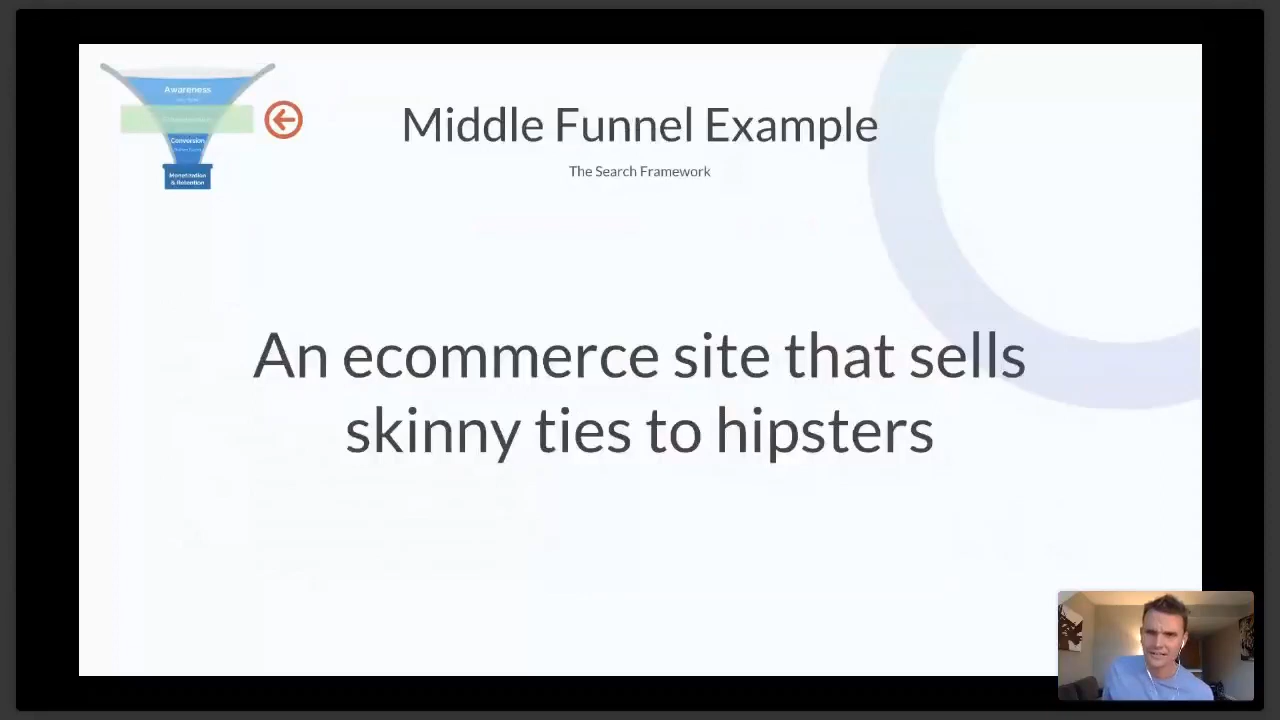 Awareness
Middle Funnel Example
Conversion
The Search Framework
Monetization
& Retention
An ecommerce site that sells
skinny ties to hipsters